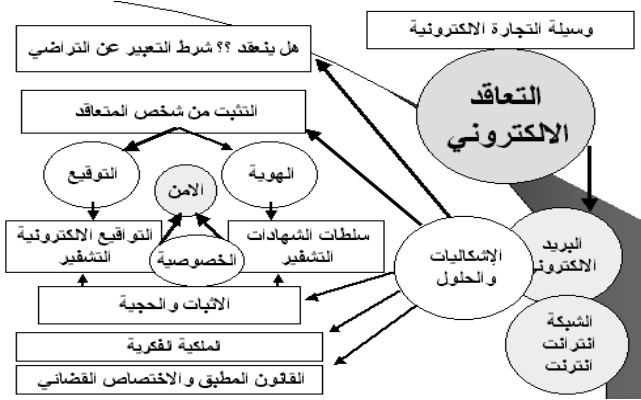 وسيلة التجارة الالكترونية
هل ينعقد ؟؟ شرط التعبير عن التراضي
التعاقد
الالكتروني
التثبت من شخص المتعاقد
التوقيع
الامن
الهوية
التواقيع الالكترونية
التشفير
الخصوصية
سلطات الشهادات
التشفير
الإشكاليات
والحلول
البريد
الالكتروني
الاثبات والحجية
الشبكة
انترانت
انترنت
الملكية الفكرية
القانون المطبق والاختصاص القضائي